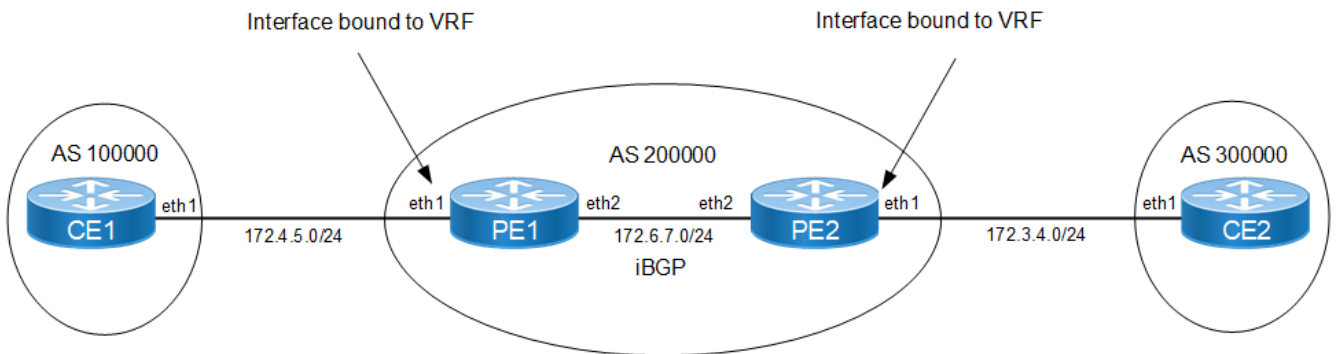 Interface bound to VRF
Interface bound to VRF
AS 100000
AS 200000
AS 300000
eth1
eth1
eth2
eth2
eth1
eth1
CE1
PE1
PE2
CE2
172.4.5.0/24
172.6.7.0/24
172.3.4.0/24
iBGP